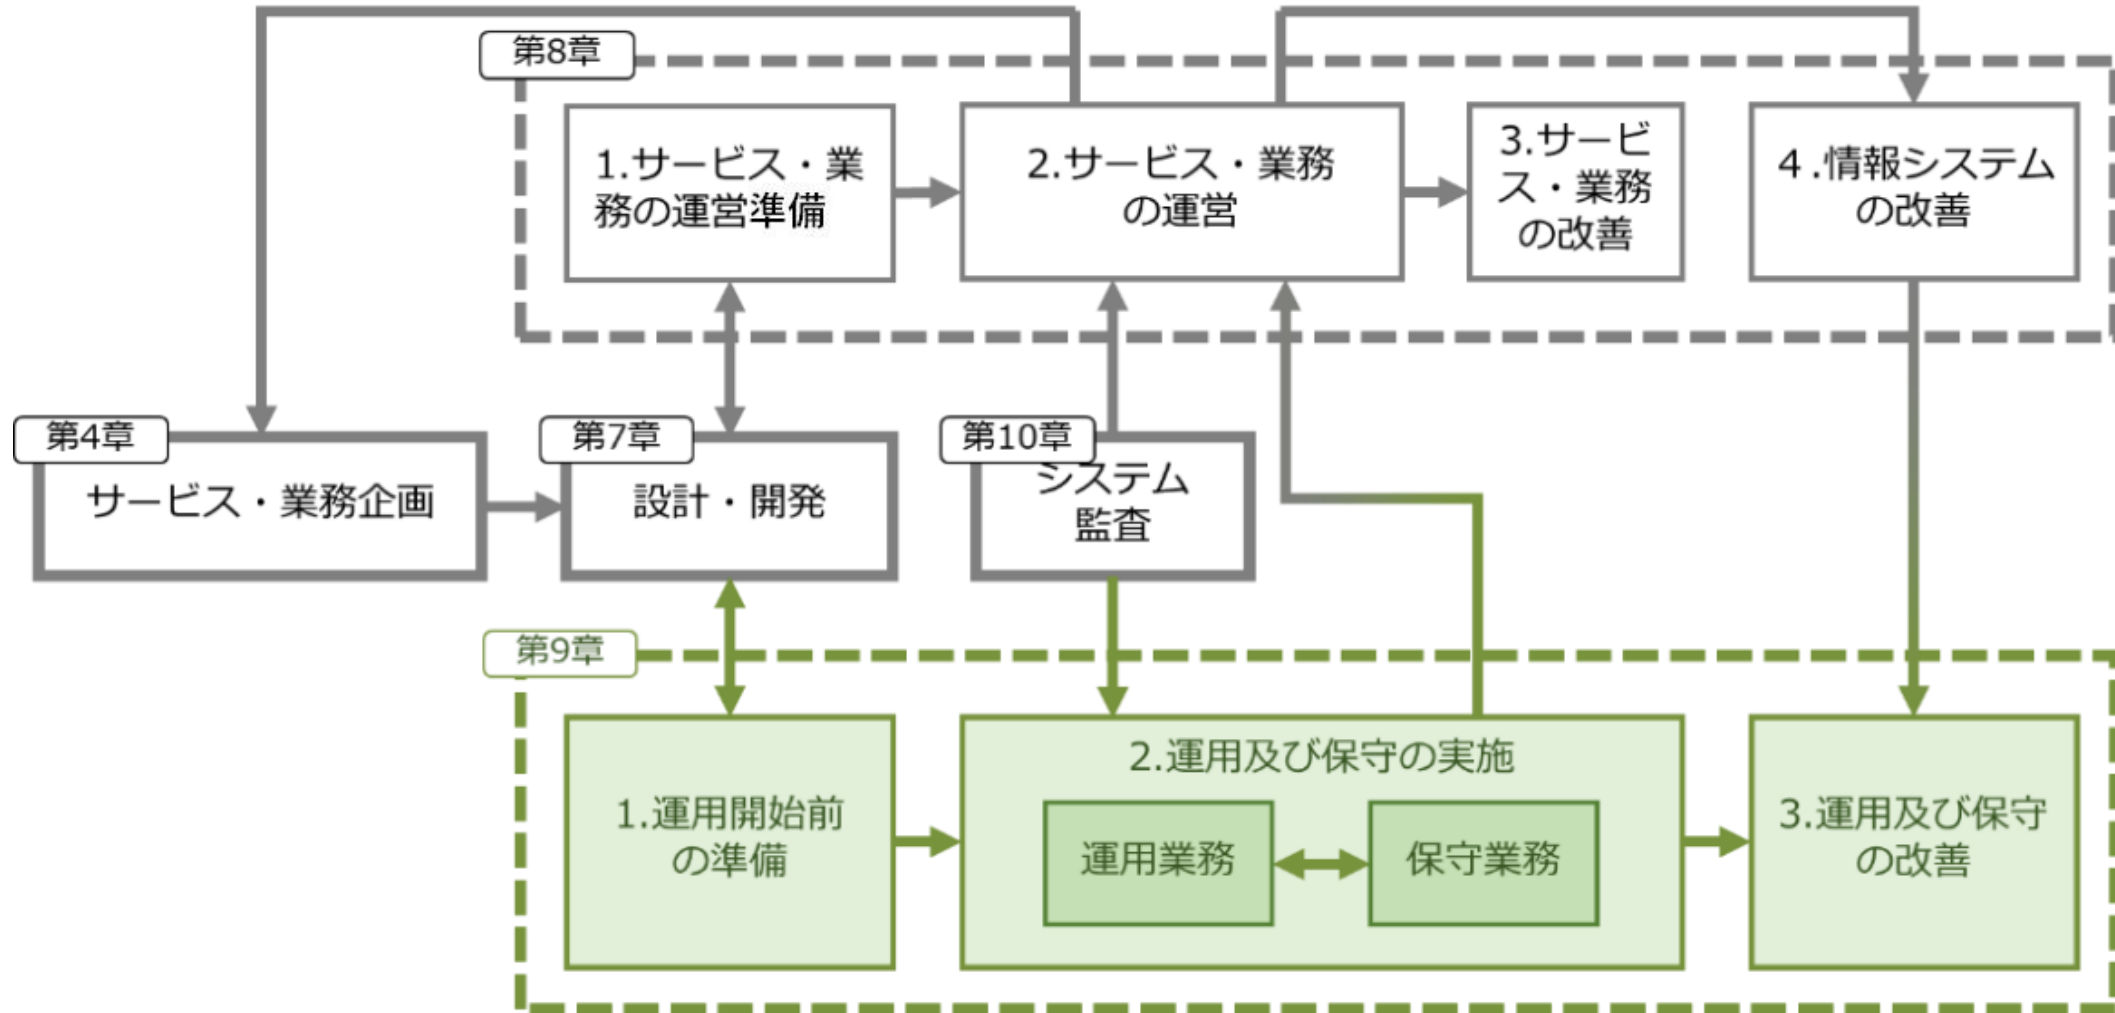 第8章
1.サービス・業
務の運営準備
2.サービス・業務
の運営
3.サービ
ス・業務
の改善
４.情報システム
の改善
第4章
サービス・業務企画
第7章
設計・開発
第10章
システム
監査
第9章
1.運用開始前
の準備
2.運用及び保守の実施
運用業務
保守業務
3.運用及び保守
の改善